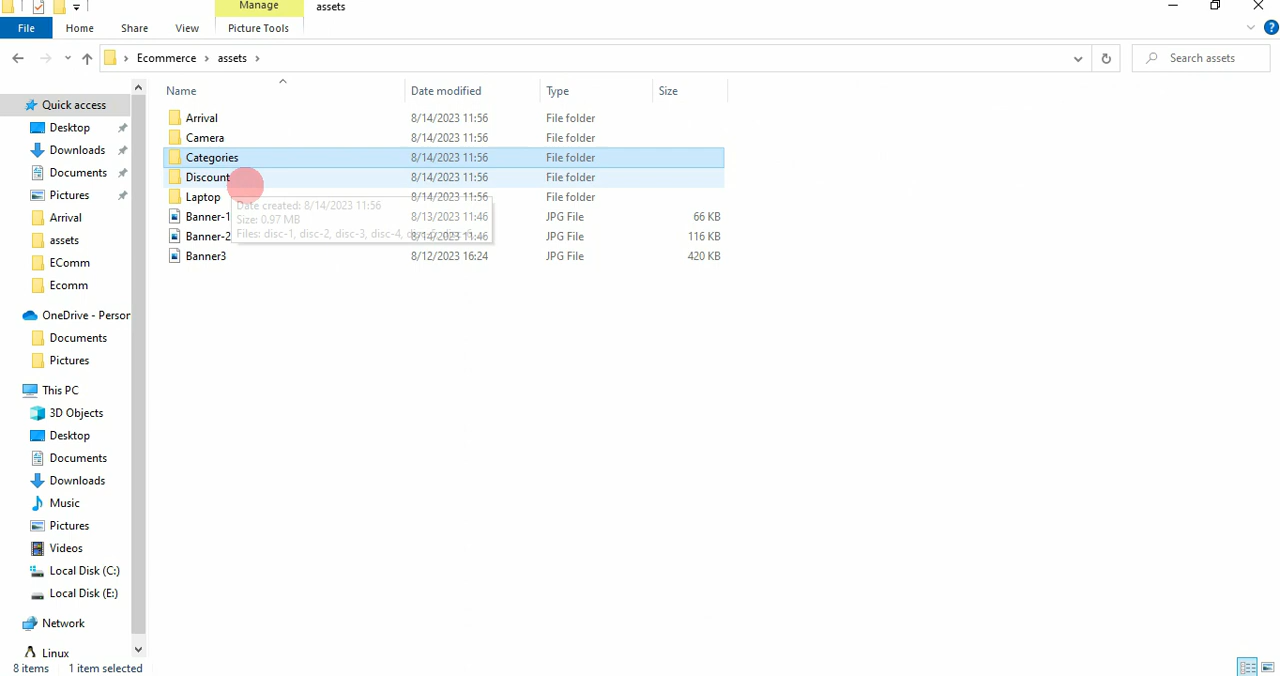 Manage
assets
File
Home
Share
View
Picture Tools
Ecommerce
assets
Search assets
Name
Date modified
Type
Size
Quick access
Desktop
Downloads
Documents
Pictures
Arrival
assets
EComm
Ecomm
OneDrive - Person
Documents
Pictures
This PC
3D Objects
Desktop
Documents
Downloads
Music
Pictures
Videos
Local Disk (C:)
Local Disk (E:)
Network
Linux
Arrival 8/14/2023 11:56 File folder
Camera 8/14/2023 11:56 File folder
Categories 8/14/2023 11:56 File folder
Discount 8/14/2023 11:56 File folder
Laptop 8/14/2023 11:56 File folder
Banner-1 8/13/2023 11:46 JPG File 66 KB
Banner-2 8/14/2023 11:46 JPG File 116 KB
Banner3 8/12/2023 16:24 JPG File 420 KB
Date created: 8/14/2023 11:56
Size: 0.97 MB
Files: disc-1, disc-2, disc-3, disc-4,
8 items
1 item selected